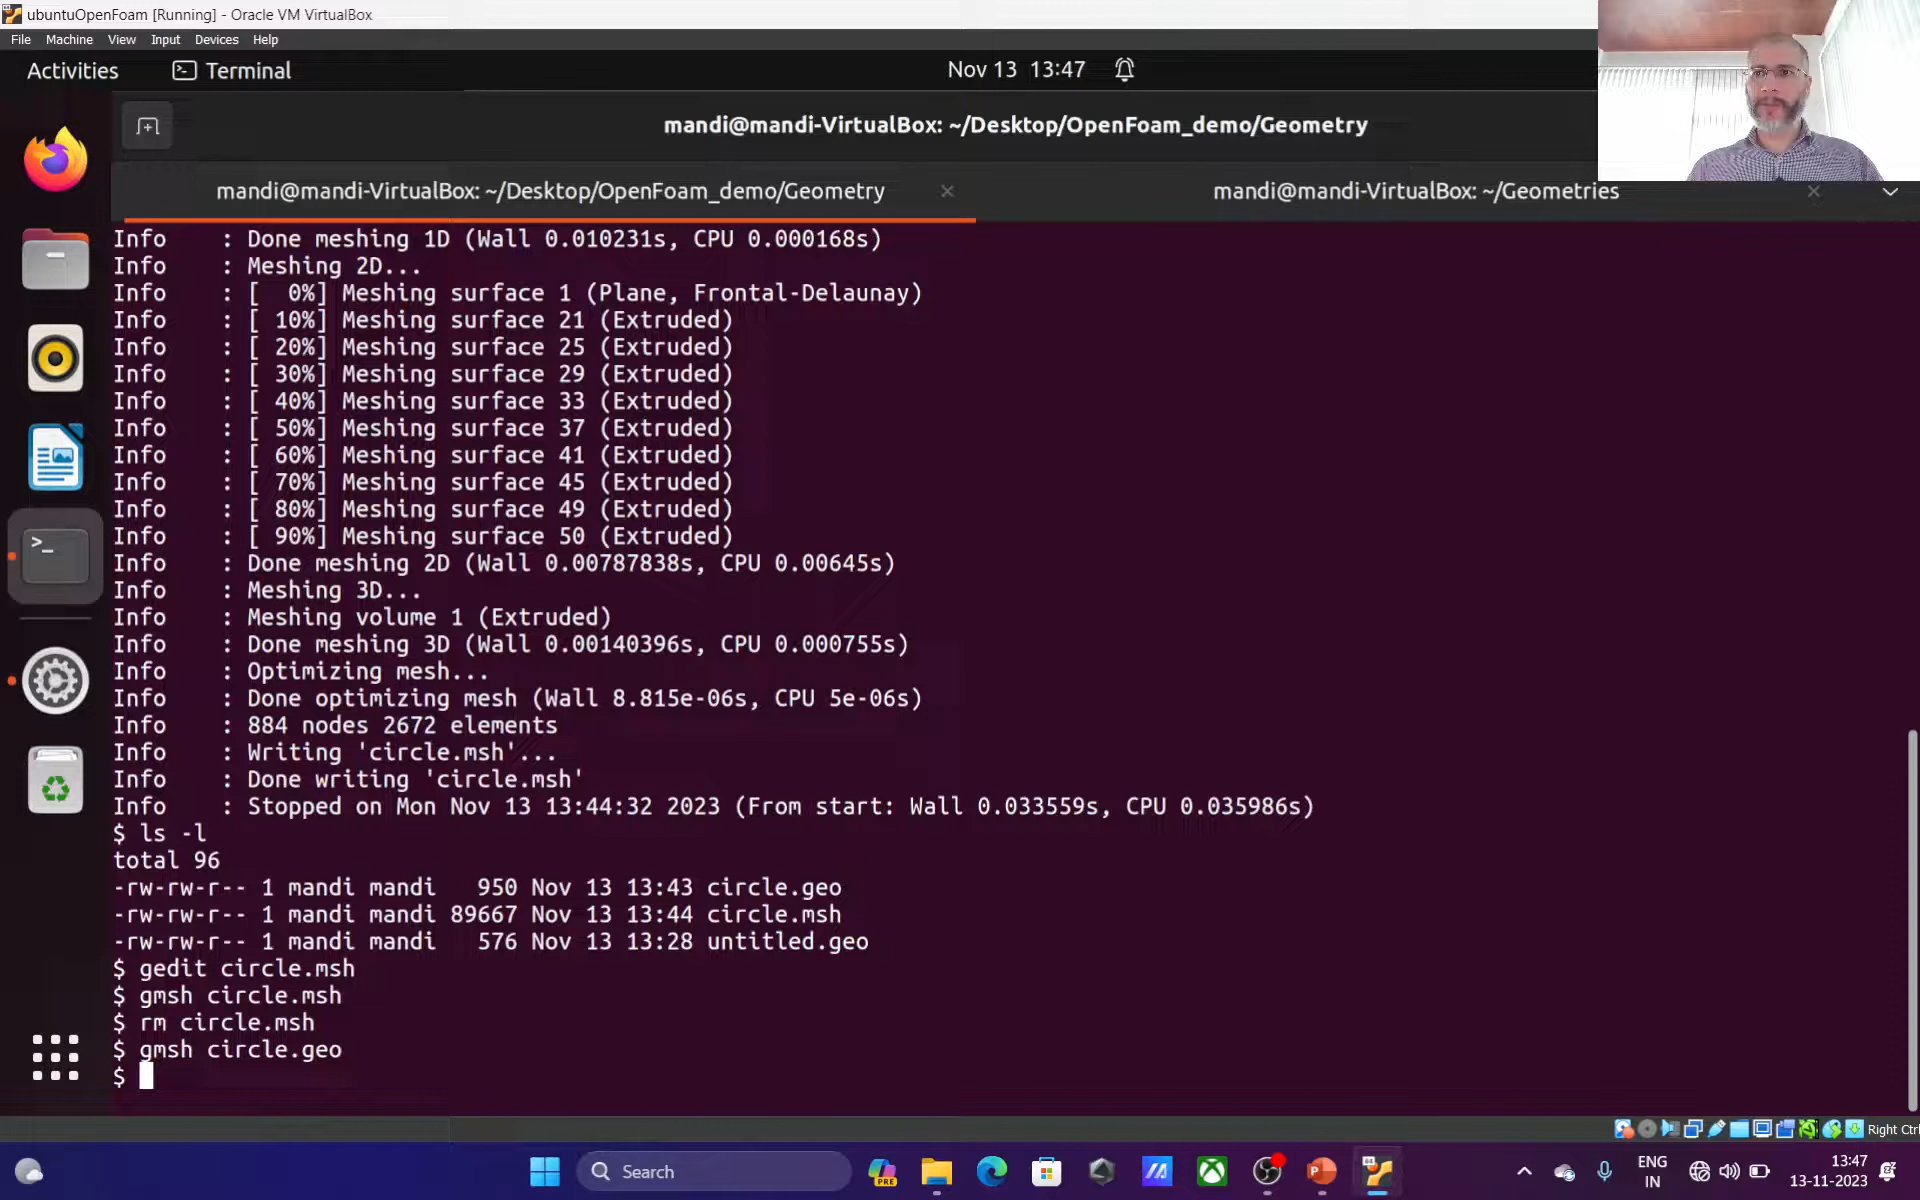 ubuntuOpenFoam [Running] - Oracle VM VirtualBox
File Machine View Input Devices Help
Activities Terminal Nov 13 13:47
mandi@mandi-VirtualBox: ~/Desktop/OpenFoam_demo/Geometry
mandi@mandi-VirtualBox: ~/Desktop/OpenFoam_demo/Geometry × mandi@mandi-VirtualBox: ~/Geometries ×
Info : Done meshing 1D (Wall 0.010231s, CPU 0.000168s)
Info : Meshing 2D...
Info : [ 0%] Meshing surface 1 (Plane, Frontal-Delaunay)
Info : [ 10%] Meshing surface 21 (Extruded)
Info : [ 20%] Meshing surface 25 (Extruded)
Info : [ 30%] Meshing surface 29 (Extruded)
Info : [ 40%] Meshing surface 33 (Extruded)
Info : [ 50%] Meshing surface 37 (Extruded)
Info : [ 60%] Meshing surface 41 (Extruded)
Info : [ 70%] Meshing surface 45 (Extruded)
Info : [ 80%] Meshing surface 49 (Extruded)
Info : [ 90%] Meshing surface 50 (Extruded)
Info : Done meshing 2D (Wall 0.00787838s, CPU 0.00645s)
Info : Meshing 3D...
Info : Meshing volume 1 (Extruded)
Info : Done meshing 3D (Wall 0.00140396s, CPU 0.000755s)
Info : Optimizing mesh...
Info : Done optimizing mesh (Wall 8.815e-06s, CPU 5e-06s)
Info : 884 nodes 2672 elements
Info : Writing 'circle.msh'...
Info : Done writing 'circle.msh'
Info : Stopped on Mon Nov 13 13:44:32 2023 (From start: Wall 0.033559s, CPU 0.035986s)
$ ls -l
total 96
-rw-rw-r-- 1 mandi mandi 950 Nov 13 13:43 circle.geo
-rw-rw-r-- 1 mandi mandi 89667 Nov 13 13:44 circle.msh
-rw-rw-r-- 1 mandi mandi 576 Nov 13 13:28 untitled.geo
$ gedit circle.msh
$ gmsh circle.msh
$ rm circle.msh
$ gmsh circle.geo
$
Right Ctrl
Search
PRE
ENG
IN
13:47
13-11-2023